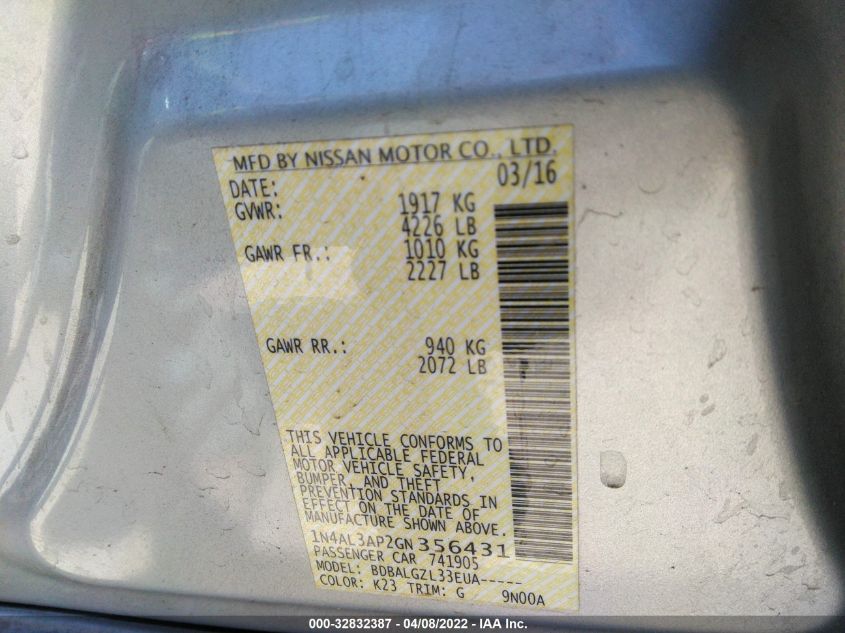 MFD BY NISSAN MOTOR CO., LTD.
DATE: 03/16
GVWR: 1917 KG
4226 LB
GAWR FR.: 1010 KG
2227 LB
GAWR RR.: 940 KG
2072 LB
THIS VEHICLE CONFORMS TO
ALL APPLICABLE FEDERAL
MOTOR VEHICLE SAFETY,
BUMPER, AND THEFT
PREVENTION STANDARDS IN
EFFECT ON THE DATE OF
MANUFACTURE SHOWN ABOVE.
1N4AL3AP2GN356431
PASSENGER CAR 741905
MODEL: BDBALGZL33EUA-----
COLOR: K23 TRIM: G 9N00A
000-32832387 - 04/08/2022 - IAA Inc.